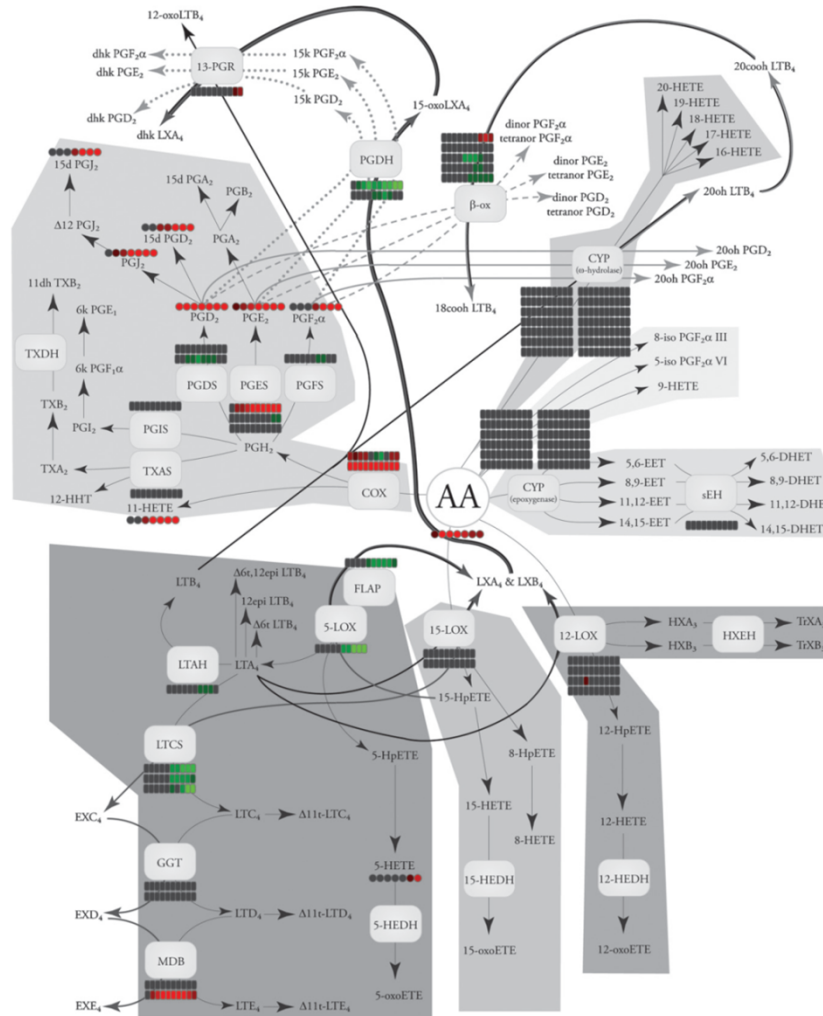 12-oxoLTB₄
dhk PGF₂α
dhk PGE₂
13-PGR
15k PGF₂α
15k PGE₂
15k PGD₂
dhk PGD₂
dhk LXA₄
15-oxoLXA₄
PGDH
dinor PGF₂α
tetranor PGF₂α
dinor PGE₂
tetranor PGE₂
dinor PGD₂
tetranor PGD₂
β-ox
20cooh LTB₄
20-HETE
19-HETE
18-HETE
17-HETE
16-HETE
20oh LTB₄
15d PGJ₂
15d PGA₂
PGB₂
Δ12 PGJ₂
15d PGD₂
PGA₂
PGJ₂
CYP
(ω-hydrolase)
20oh PGD₂
20oh PGE₂
20oh PGF₂α
18cooh LTB₄
11dh TXB₂
6k PGE₁
PGD₂
PGE₂
PGF₂α
TXDH
6k PGF₁α
PGDS
PGES
PGFS
8-iso PGF₂α III
5-iso PGF₂α VI
9-HETE
TXB₂
PGI₂
PGIS
PGH₂
TXA₂
TXAS
12-HHT
11-HETE
COX
AA
CYP
(epoxygenase)
5,6-EET
8,9-EET
11,12-EET
14,15-EET
sEH
5,6-DHET
8,9-DHET
11,12-DHE
14,15-DHET
LTB₄
Δ6t,12epi LTB₄
12epi LTB₄
Δ6t LTB₄
FLAP
5-LOX
LXA₄ & LXB₄
15-LOX
12-LOX
HXA₃
HXB₃
HXEH
TrXA
TrXB
LTAH
LTA₄
15-HpETE
LTCS
5-HpETE
8-HpETE
12-HpETE
EXC₄
LTC₄
Δ11t-LTC₄
15-HETE
8-HETE
12-HETE
GGT
5-HETE
15-HEDH
12-HEDH
EXD₄
LTD₄
Δ11t-LTD₄
5-HEDH
MDB
15-oxoETE
12-oxoETE
EXE₄
LTE₄
Δ11t-LTE₄
5-oxoETE